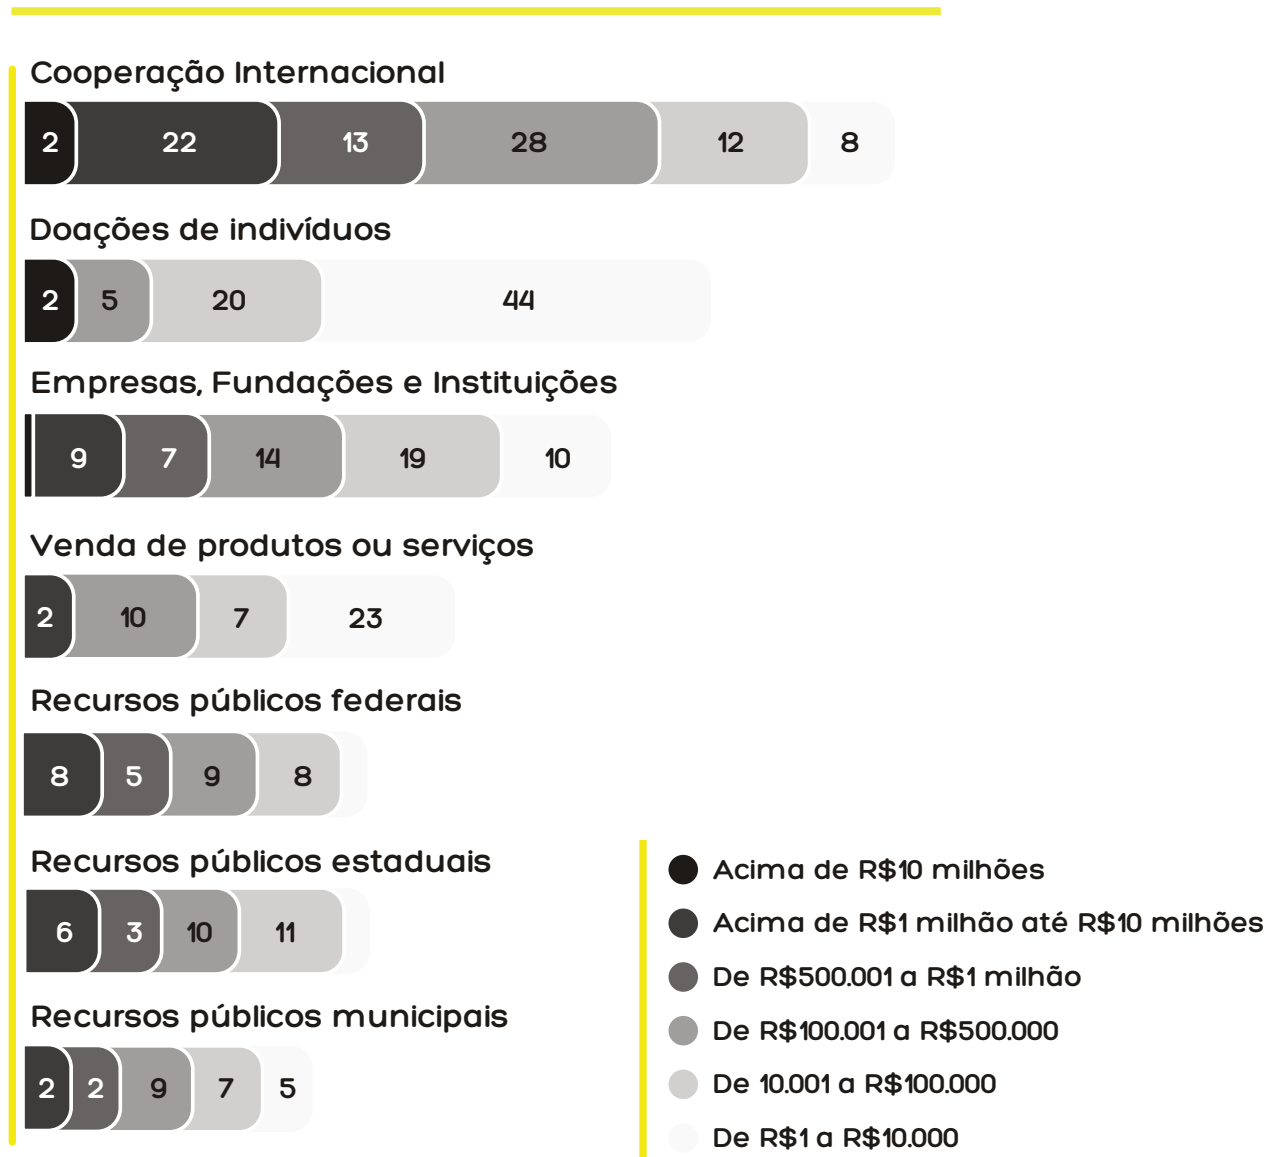 Cooperação Internacional
2 22 13 28 12 8
Doações de indivíduos
2 5 20 44
Empresas, Fundações e Instituições
9 7 14 19 10
Venda de produtos ou serviços
2 10 7 23
Recursos públicos federais
8 5 9 8
Recursos públicos estaduais
6 3 10 11
Recursos públicos municipais
2 2 9 7 5
Acima de R$10 milhões
Acima de R$1 milhão até R$10 milhões
De R$500.001 a R$1 milhão
De R$100.001 a R$500.000
De 10.001 a R$100.000
De R$1 a R$10.000